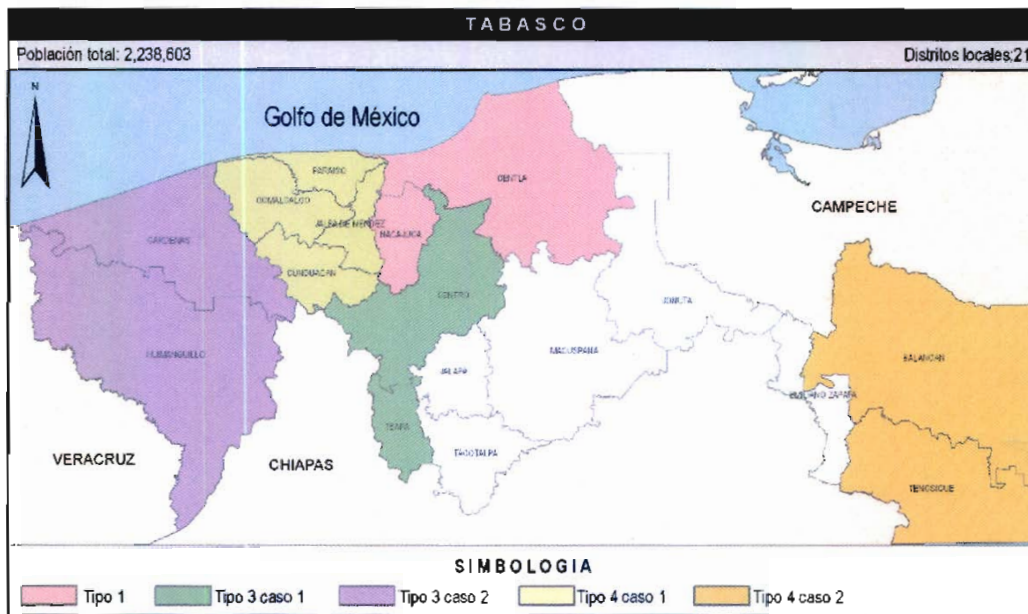 TABASCO
Población total: 2,238,603
Distritos locales:21
N
Golfo de México
PARAISO
CENTLA
COMALCALCO
CAMPECHE
JALPA DE MENDEZ
NACAJUCA
CARDENAS
CUNDUACAN
CENTRO
JONUTA
HUIMANGUILLO
MACUSPANA
BALANCAN
JALAPA
EMILIANO ZAPATA
TEAPA
VERACRUZ
CHIAPAS
TACOTALPA
TENOSIQUE
SIMBOLOGIA
Tipo 1
Tipo 3 caso 1
Tipo 3 caso 2
Tipo 4 caso 1
Tipo 4 caso 2